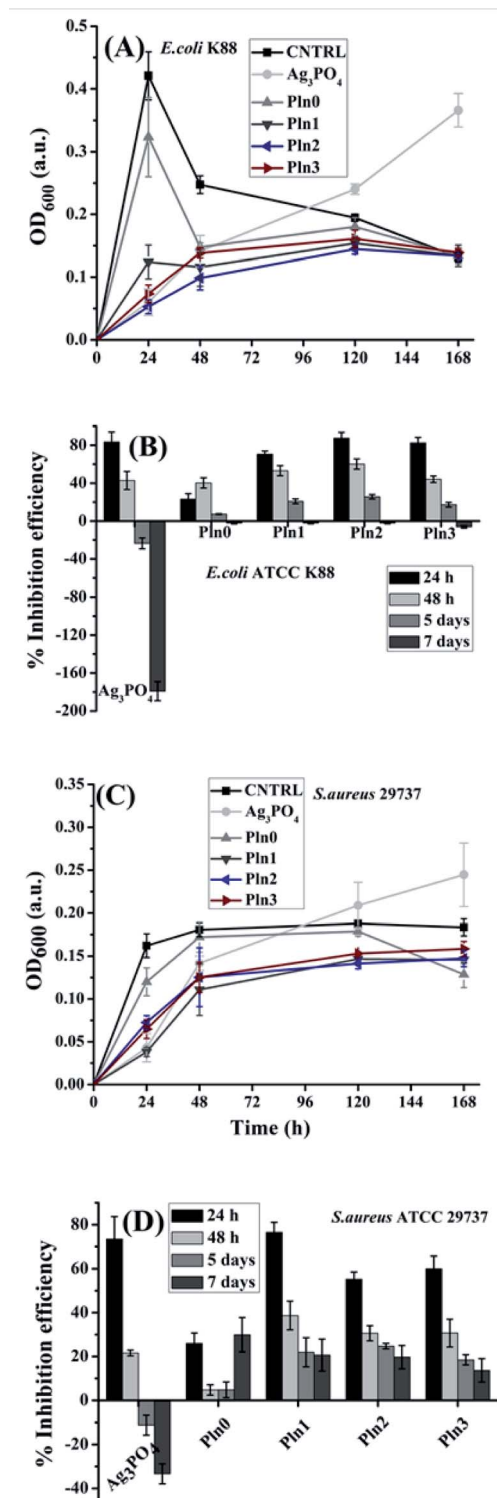 (A)
E.coli K88
CNTRL
Ag₃PO₄
Pln0
Pln1
Pln2
Pln3
OD₆₀₀ (a.u.)
0.5
0.4
0.3
0.2
0.1
0.0
0 24 48 72 96 120 144 168
(B)
% Inhibition efficiency
80
40
0
-40
-80
-120
-160
-200
Pln0 Pln1 Pln2 Pln3
E.coli ATCC K88
Ag₃PO₄
24 h
48 h
5 days
7 days
(C)
S.aureus 29737
CNTRL
Ag₃PO₄
Pln0
Pln1
Pln2
Pln3
OD₆₀₀ (a.u.)
0.35
0.30
0.25
0.20
0.15
0.10
0.05
0.00
0 24 48 72 96 120 144 168
Time (h)
(D)
24 h
48 h
5 days
7 days
S.aureus ATCC 29737
% Inhibition efficiency
80
60
40
20
0
-20
-40
Ag₃PO₄ Pln0 Pln1 Pln2 Pln3